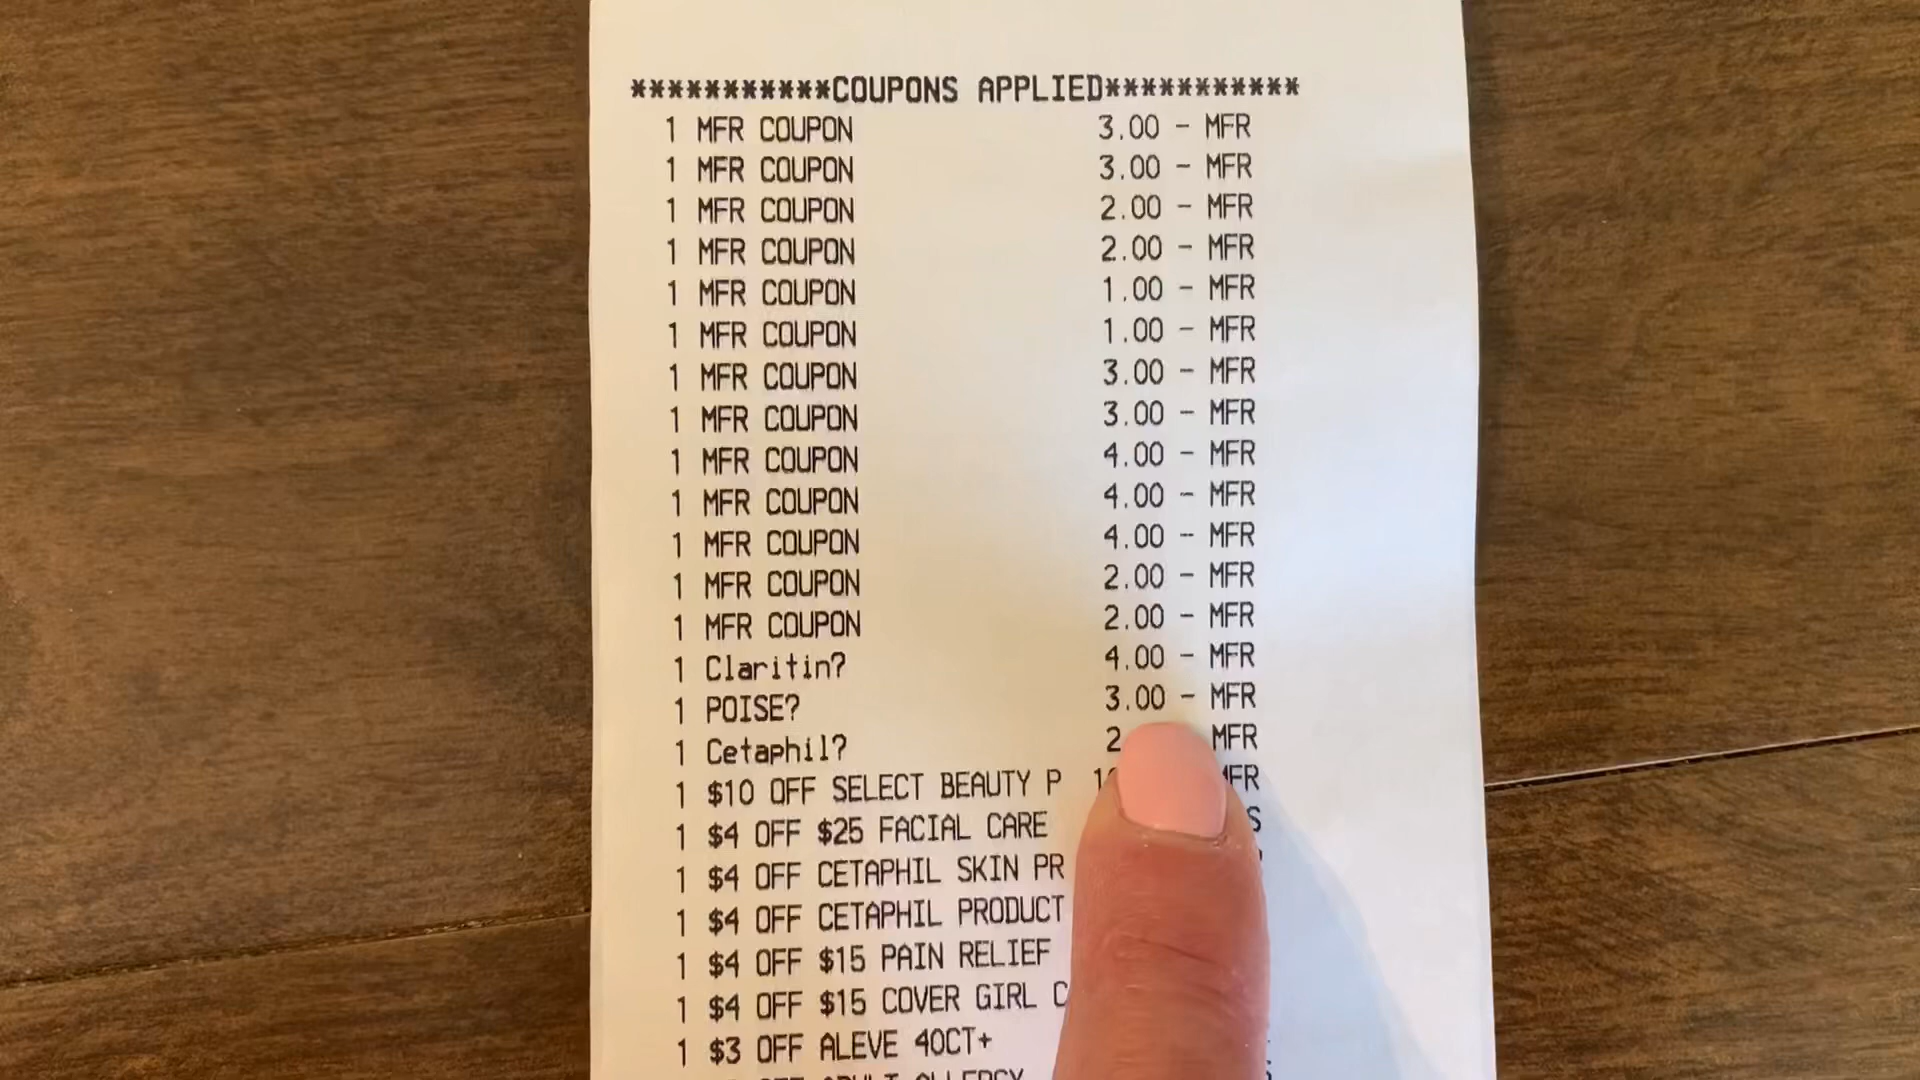 ***********COUPONS APPLIED***********
1 MFR COUPON 3.00 - MFR
1 MFR COUPON 3.00 - MFR
1 MFR COUPON 2.00 - MFR
1 MFR COUPON 2.00 - MFR
1 MFR COUPON 1.00 - MFR
1 MFR COUPON 1.00 - MFR
1 MFR COUPON 3.00 - MFR
1 MFR COUPON 3.00 - MFR
1 MFR COUPON 4.00 - MFR
1 MFR COUPON 4.00 - MFR
1 MFR COUPON 4.00 - MFR
1 MFR COUPON 2.00 - MFR
1 MFR COUPON 2.00 - MFR
1 Claritin? 4.00 - MFR
1 POISE? 3.00 - MFR
1 Cetaphil? 2 MFR
1 $10 OFF SELECT BEAUTY P
1 $4 OFF $25 FACIAL CARE
1 $4 OFF CETAPHIL SKIN PR
1 $4 OFF CETAPHIL PRODUCT
1 $4 OFF $15 PAIN RELIEF
1 $4 OFF $15 COVER GIRL C
1 $3 OFF ALEVE 40CT+